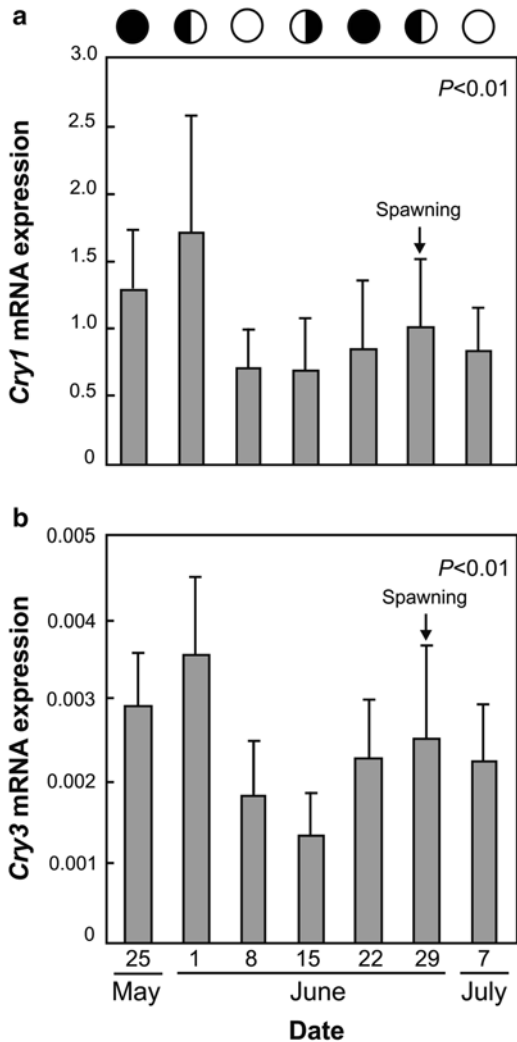 a
3.0
P<0.01
2.5
2.0
Spawning
1.5
1.0
0.5
0
Cry1 mRNA expression
b
0.005
P<0.01
Spawning
0.004
0.003
0.002
0.001
0
Cry3 mRNA expression
25 1 8 15 22 29 7
May June July
Date